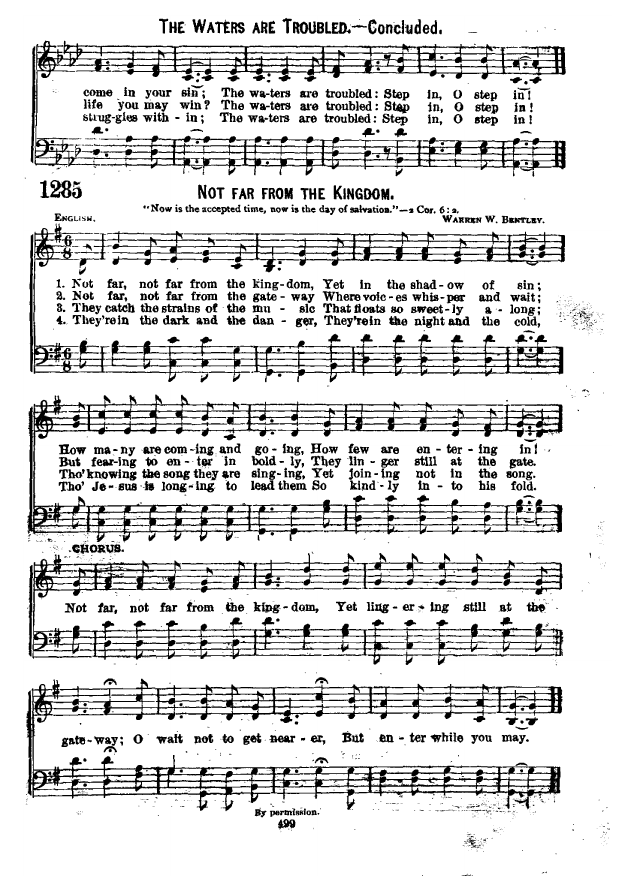 THE WATERS ARE TROUBLED.—Concluded.
come in your sin; The wa-ters are troubled: Step in, O step in!
life you may win? The wa-ters are troubled: Step in, O step in!
strug-gles with - in; The wa-ters are troubled: Step in, O step in!
1285
NOT FAR FROM THE KINGDOM.
"Now is the accepted time, now is the day of salvation."—2 Cor. 6: 2.
ENGLISH.
WARREN W. BENTLEY.
1. Not far, not far from the king-dom, Yet in the shad-ow of sin;
2. Not far, not far from the gate-way Where voic-es whis-per and wait;
3. They catch the strains of the mu - sic That floats so sweet-ly a - long;
4. They're in the dark and the dan - ger, They're in the night and the cold,
How ma-ny are com-ing and go-ing, How few are en-ter-ing in!
But fear-ing to en-ter in bold-ly, They lin-ger still at the gate.
Tho' knowing the song they are sing-ing, Yet join-ing not in the song.
Tho' Je-sus is long-ing to lead them So kind-ly in-to his fold.
CHORUS.
Not far, not far from the king-dom, Yet ling-er-ing still at the
gate-way; O wait not to get near-er, But en-ter while you may.
By permission.
499